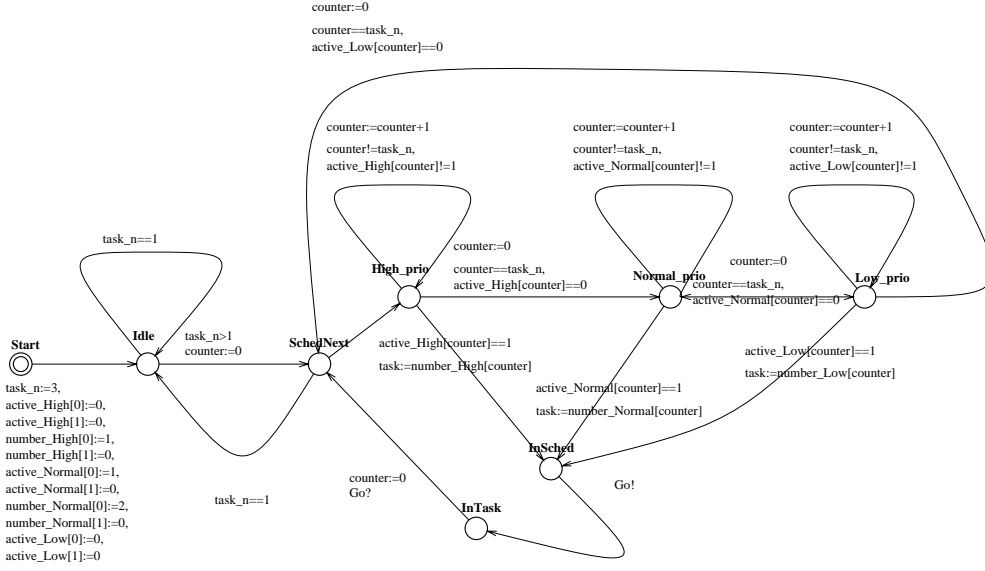 counter:=0
counter==task_n,
active_Low[counter]==0
counter:=counter+1
counter!=task_n,
active_High[counter]!=1
counter:=counter+1
counter!=task_n,
active_Normal[counter]!=1
counter:=counter+1
counter!=task_n,
active_Low[counter]!=1
task_n==1
High_prio
counter:=0
counter==task_n,
active_High[counter]==0
Normal_prio
counter:=0
counter==task_n,
active_Normal[counter]==0
Low_prio
Start
Idle
task_n>1
counter:=0
SchedNext
active_High[counter]==1
task:=number_High[counter]
active_Low[counter]==1
task:=number_Low[counter]
active_Normal[counter]==1
task:=number_Normal[counter]
task_n:=3,
active_High[0]:=0,
active_High[1]:=0,
number_High[0]:=1,
number_High[1]:=0,
active_Normal[0]:=1,
active_Normal[1]:=0,
number_Normal[0]:=2,
number_Normal[1]:=0,
active_Low[0]:=0,
active_Low[1]:=0
InSched
counter:=0
Go?
Go!
task_n==1
InTask